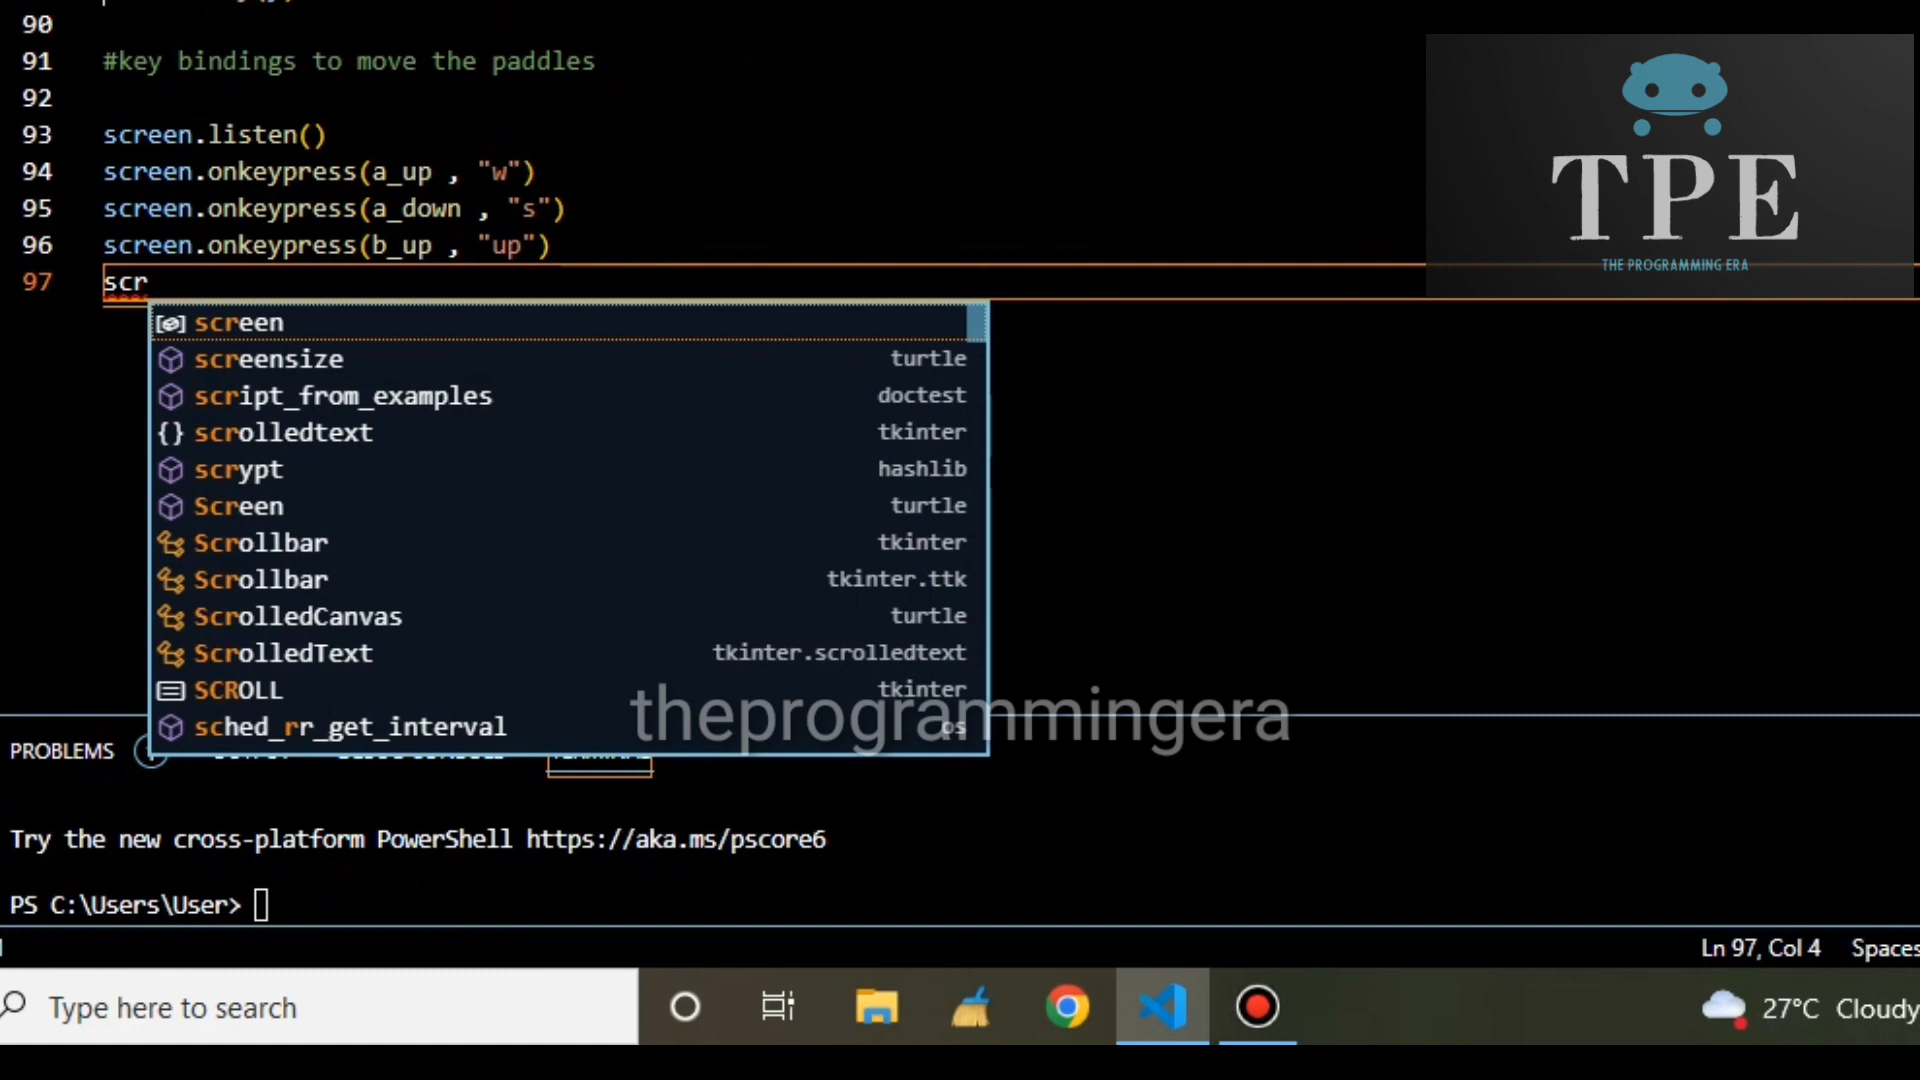 90
91 #key bindings to move the paddles
92
93 screen.listen()
94 screen.onkeypress(a_up , "w")
95 screen.onkeypress(a_down , "s")
96 screen.onkeypress(b_up , "up")
97 scr
screen
screensize turtle
script_from_examples doctest
scrolledtext tkinter
scrypt hashlib
Screen turtle
Scrollbar tkinter
Scrollbar tkinter.ttk
ScrolledCanvas turtle
ScrolledText tkinter.scrolledtext
SCROLL tkinter
sched_rr_get_interval os
TPE
THE PROGRAMMING ERA
theprogrammingera
PROBLEMS
Try the new cross-platform PowerShell https://aka.ms/pscore6
PS C:\Users\User>
Ln 97, Col 4 Spaces
Type here to search
27°C Cloudy